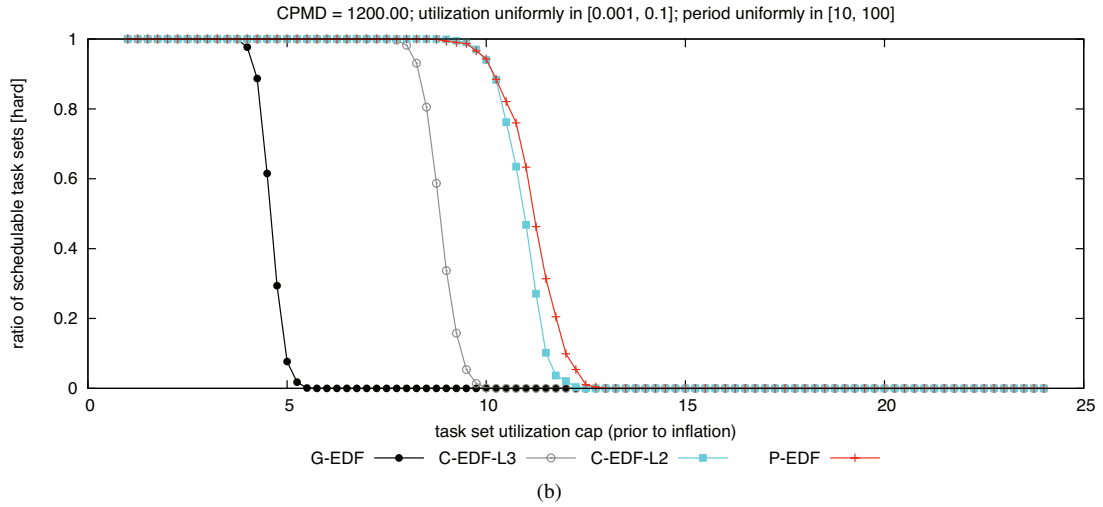 CPMD = 1200.00; utilization uniformly in [0.001, 0.1]; period uniformly in [10, 100]
ratio of schedulable task sets [hard]
1
0.8
0.6
0.4
0.2
0
0 5 10 15 20 25
task set utilization cap (prior to inflation)
G-EDF C-EDF-L3 C-EDF-L2 P-EDF
(b)